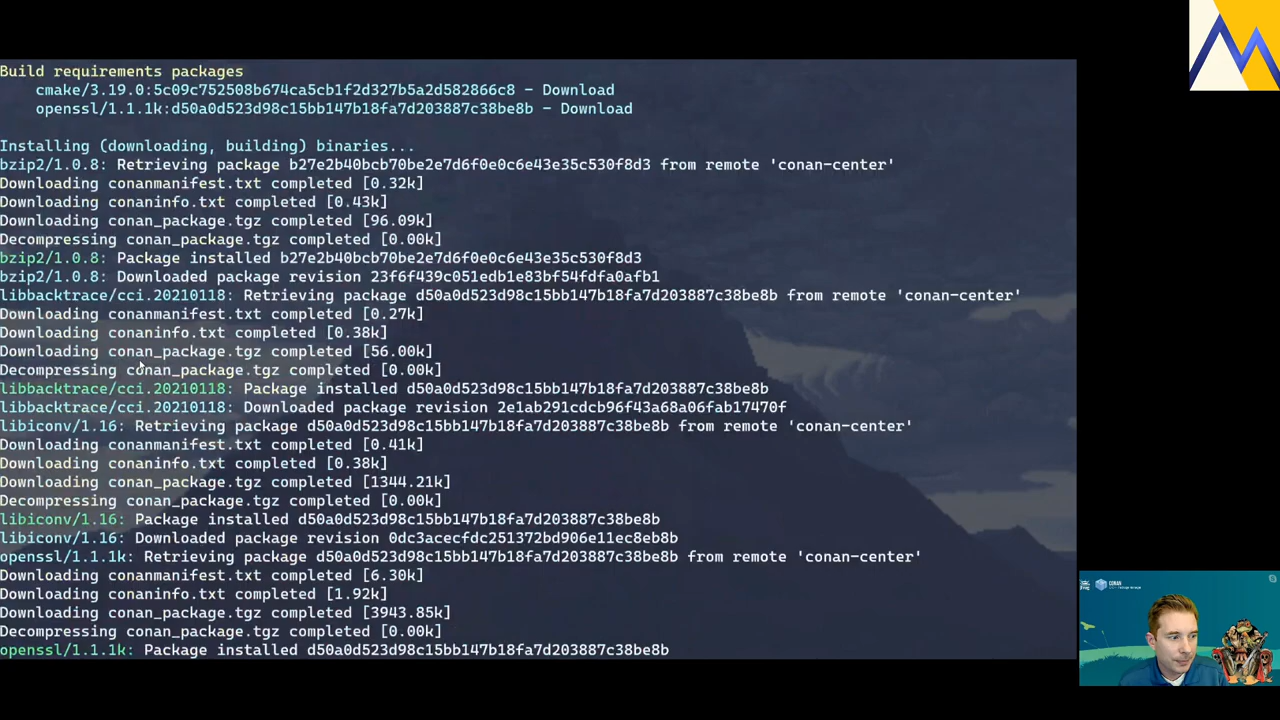 Build requirements packages
cmake/3.19.0:5c09c752508b674ca5cb1f2d327b5a2d582866c8 - Download
openssl/1.1.1k:d50a0d523d98c15bb147b18fa7d203887c38be8b - Download
Installing (downloading, building) binaries...
bzip2/1.0.8: Retrieving package b27e2b40bcb70be2e7d6f0e0c6e43e35c530f8d3 from remote 'conan-center'
Downloading conanmanifest.txt completed [0.32k]
Downloading conaninfo.txt completed [0.43k]
Downloading conan_package.tgz completed [96.09k]
Decompressing conan_package.tgz completed [0.00k]
bzip2/1.0.8: Package installed b27e2b40bcb70be2e7d6f0e0c6e43e35c530f8d3
bzip2/1.0.8: Downloaded package revision 23f6f439c051edb1e83bf54fdfa0afb1
libbacktrace/cci.20210118: Retrieving package d50a0d523d98c15bb147b18fa7d203887c38be8b from remote 'conan-center'
Downloading conanmanifest.txt completed [0.27k]
Downloading conaninfo.txt completed [0.38k]
Downloading conan_package.tgz completed [56.00k]
Decompressing conan_package.tgz completed [0.00k]
libbacktrace/cci.20210118: Package installed d50a0d523d98c15bb147b18fa7d203887c38be8b
libbacktrace/cci.20210118: Downloaded package revision 2e1ab291cdcb96f43a68a06fab17470f
libiconv/1.16: Retrieving package d50a0d523d98c15bb147b18fa7d203887c38be8b from remote 'conan-center'
Downloading conanmanifest.txt completed [0.41k]
Downloading conaninfo.txt completed [0.38k]
Downloading conan_package.tgz completed [1344.21k]
Decompressing conan_package.tgz completed [0.00k]
libiconv/1.16: Package installed d50a0d523d98c15bb147b18fa7d203887c38be8b
libiconv/1.16: Downloaded package revision 0dc3acecfdc251372bd906e11ec8eb8b
openssl/1.1.1k: Retrieving package d50a0d523d98c15bb147b18fa7d203887c38be8b from remote 'conan-center'
Downloading conanmanifest.txt completed [6.30k]
Downloading conaninfo.txt completed [1.92k]
Downloading conan_package.tgz completed [3943.85k]
Decompressing conan_package.tgz completed [0.00k]
openssl/1.1.1k: Package installed d50a0d523d98c15bb147b18fa7d203887c38be8b
CONAN